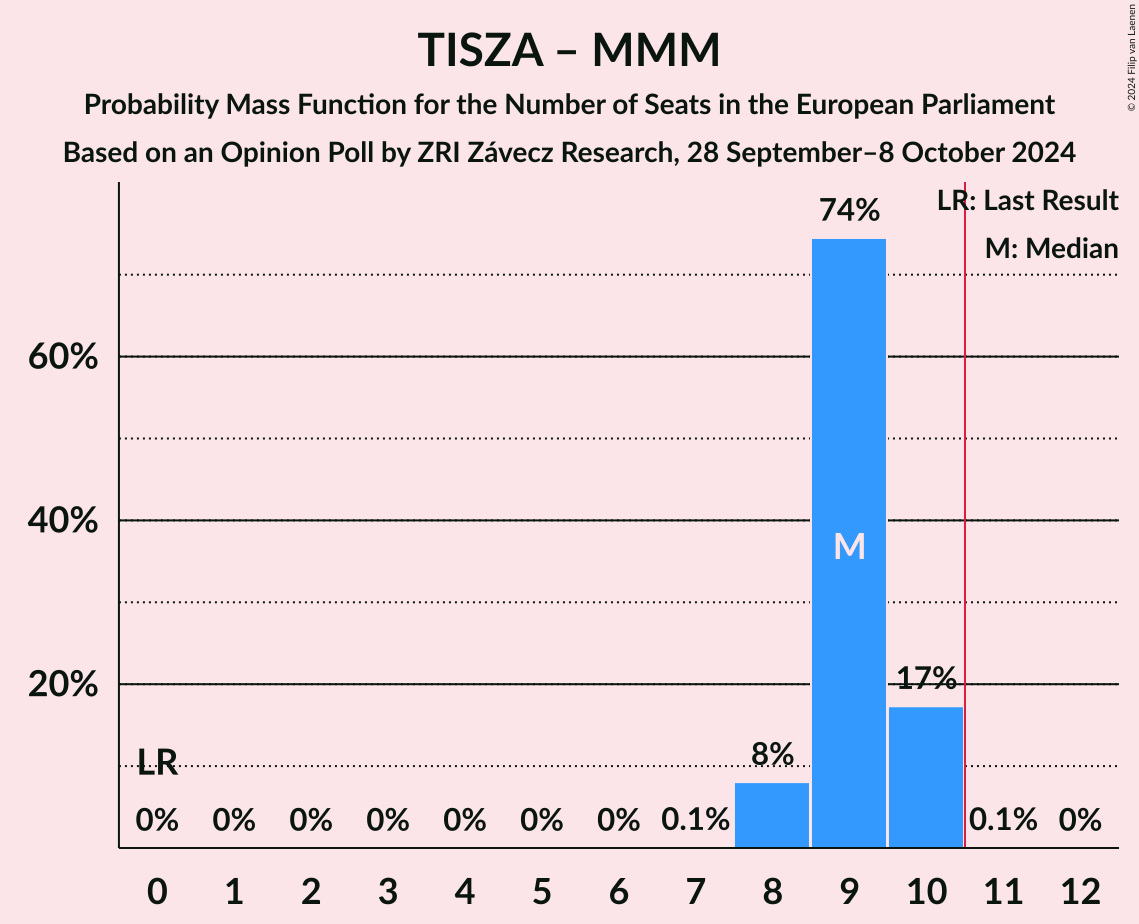 TISZA – MMM
Probability Mass Function for the Number of Seats in the European Parliament
Based on an Opinion Poll by ZRI Závecz Research, 28 September–8 October 2024
© 2024 Filip van Laenen
LR: Last Result
M: Median
74%
60%
40%
M
20%
17%
LR
8%
0% 0% 0% 0% 0% 0% 0% 0.1% 0.1% 0%
0 1 2 3 4 5 6 7 8 9 10 11 12